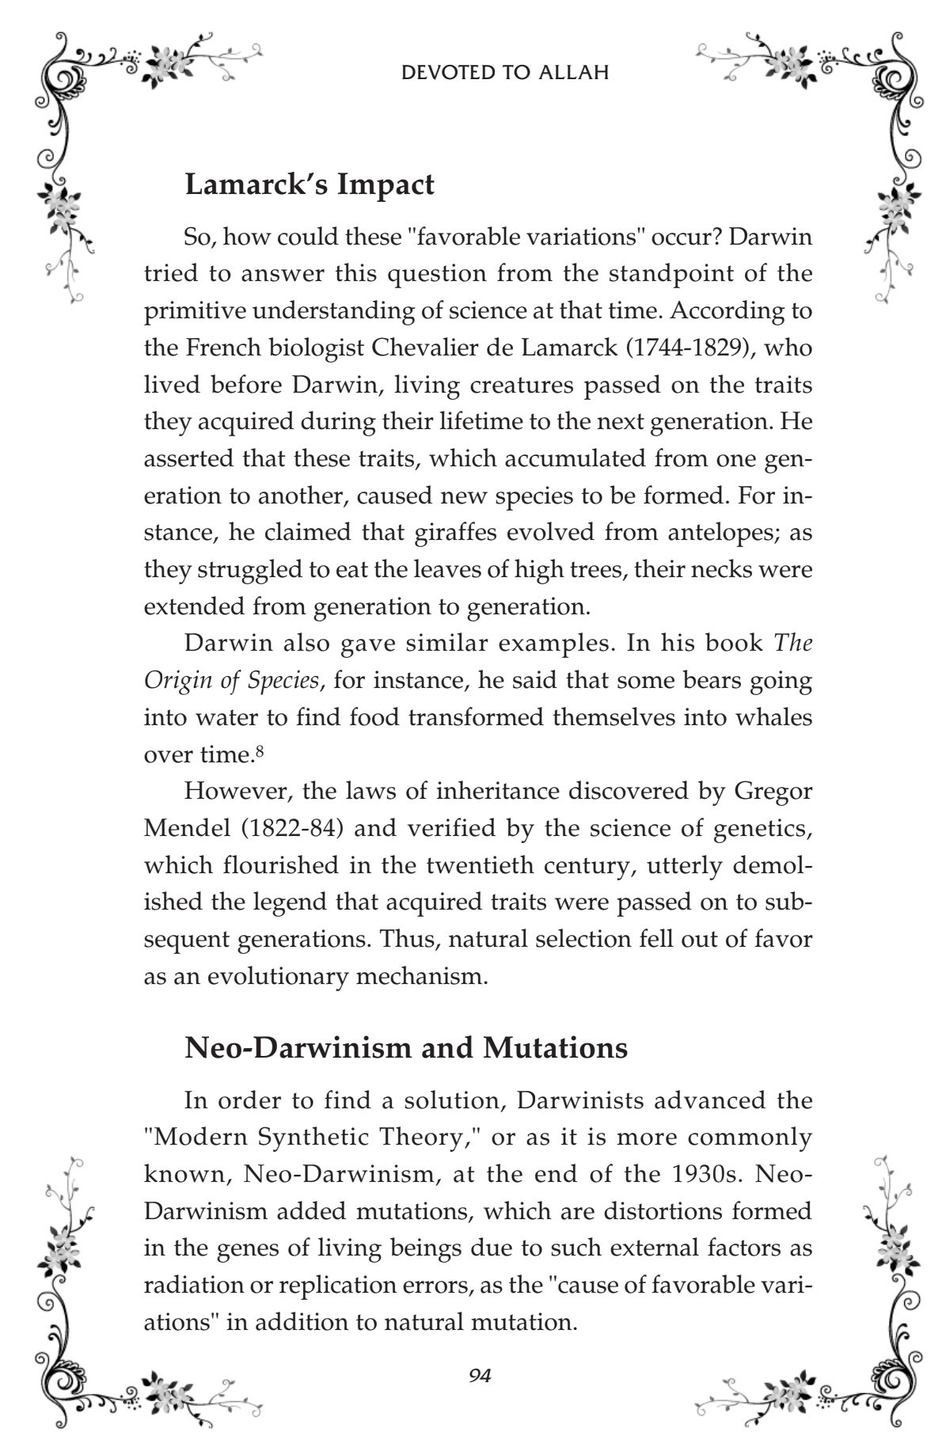 DEVOTED TO ALLAH
Lamarck's Impact
So, how could these "favorable variations" occur? Darwin
tried to answer this question from the standpoint of the
primitive understanding of science at that time. According to
the French biologist Chevalier de Lamarck (1744-1829), who
lived before Darwin, living creatures passed on the traits
they acquired during their lifetime to the next generation. He
asserted that these traits, which accumulated from one gen-
eration to another, caused new species to be formed. For in-
stance, he claimed that giraffes evolved from antelopes; as
they struggled to eat the leaves of high trees, their necks were
extended from generation to generation.
Darwin also gave similar examples. In his book The
Origin of Species, for instance, he said that some bears going
into water to find food transformed themselves into whales
over time.8
However, the laws of inheritance discovered by Gregor
Mendel (1822-84) and verified by the science of genetics,
which flourished in the twentieth century, utterly demol-
ished the legend that acquired traits were passed on to sub-
sequent generations. Thus, natural selection fell out of favor
as an evolutionary mechanism.
Neo-Darwinism and Mutations
In order to find a solution, Darwinists advanced the
"Modern Synthetic Theory," or as it is more commonly
known, Neo-Darwinism, at the end of the 1930s. Neo-
Darwinism added mutations, which are distortions formed
in the genes of living beings due to such external factors as
radiation or replication errors, as the "cause of favorable vari-
ations" in addition to natural mutation.
94